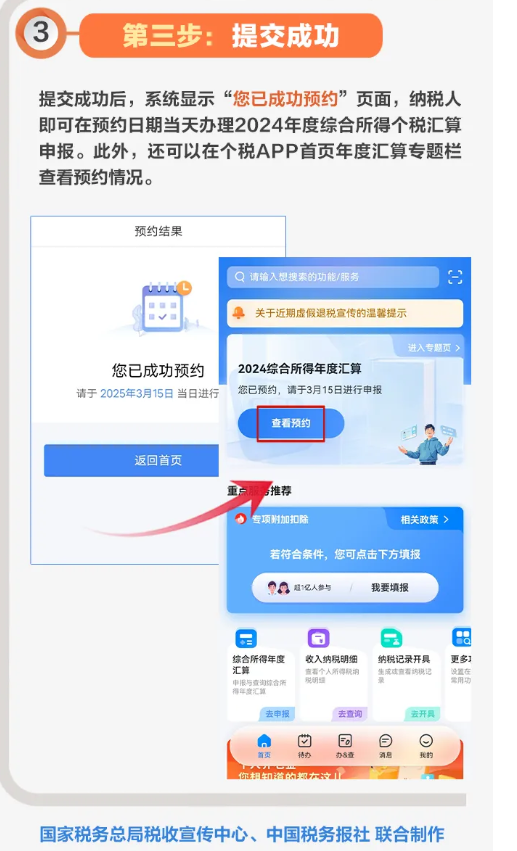 3
第三步：提交成功
提交成功后，系统显示“您已成功预约”页面，纳税人
即可在预约日期当天办理2024年度综合所得个税汇算
申报。此外，还可以在个税APP首页年度汇算专题栏
查看预约情况。
预约结果
您已成功预约
请于 2025年3月15日 当日进行
返回首页
请输入想搜索的功能/服务
关于近期虚假退税宣传的温馨提示
进入专题页 >
2024综合所得年度汇算
您已预约，请于3月15日进行申报
查看预约
重点服务推荐
专项附加扣除
相关政策 >
若符合条件，您可点击下方填报
超1亿人参与 / 我要填报
综合所得年度
汇算
申报与查询综合所
得年度汇算
去申报
收入纳税明细
查看个人所得税纳
税明细
去查询
纳税记录开具
生成或查看纳税记
录
去开具
更多
设置在
常用功
首页
待办
办&查
消息
我的
您想知道的都在这儿
国家税务总局税收宣传中心、中国税务报社 联合制作